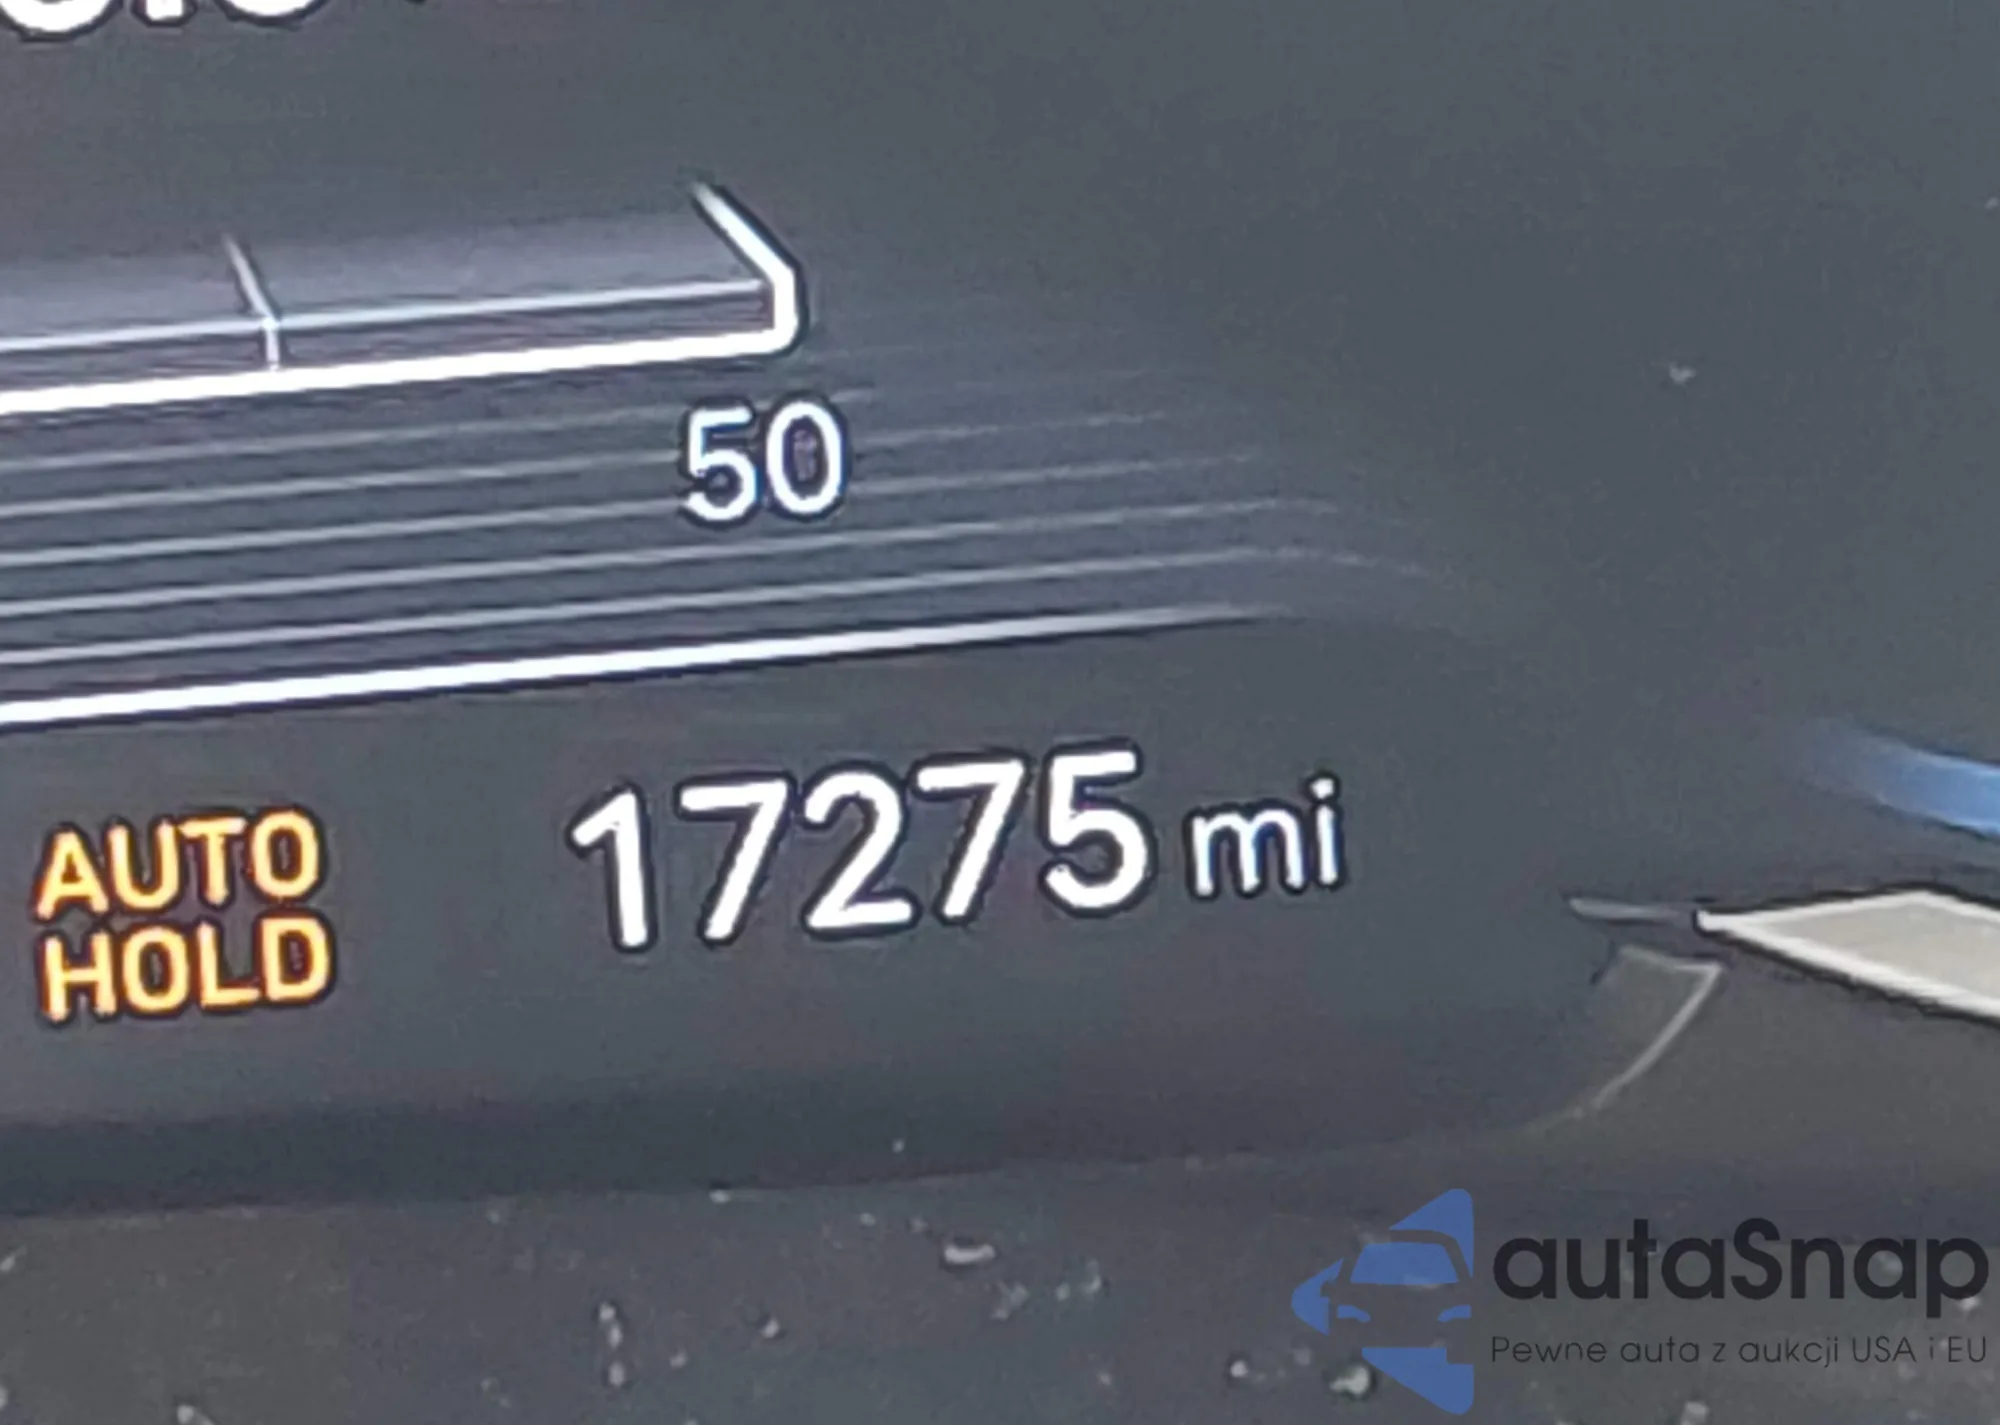 50
AUTO
HOLD
17275 mi
autaSnap
Pewne auta z aukcji USA i EU